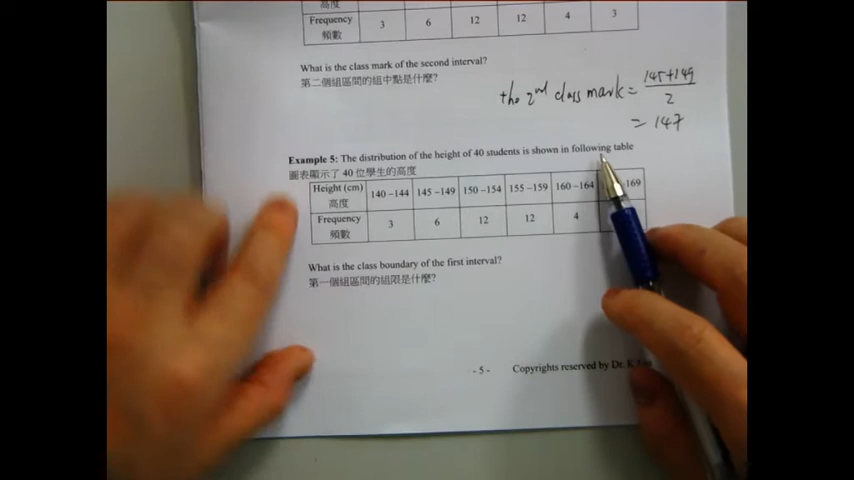 高度
Frequency 3 6 12 12 4 3
頻數
What is the class mark of the second interval?
第二個組區間的組中點是什麼?
the 2nd class mark = 145+149
2
= 147
Example 5: The distribution of the height of 40 students is shown in following table
圖表顯示了 40 位學生的高度
Height (cm) 140 –144 145 –149 150 –154 155 –159 160 –164 –169
高度
Frequency 3 6 12 12 4
頻數
What is the class boundary of the first interval?
第一個組區間的組限是什麼?
- 5 - Copyrights reserved by Dr.